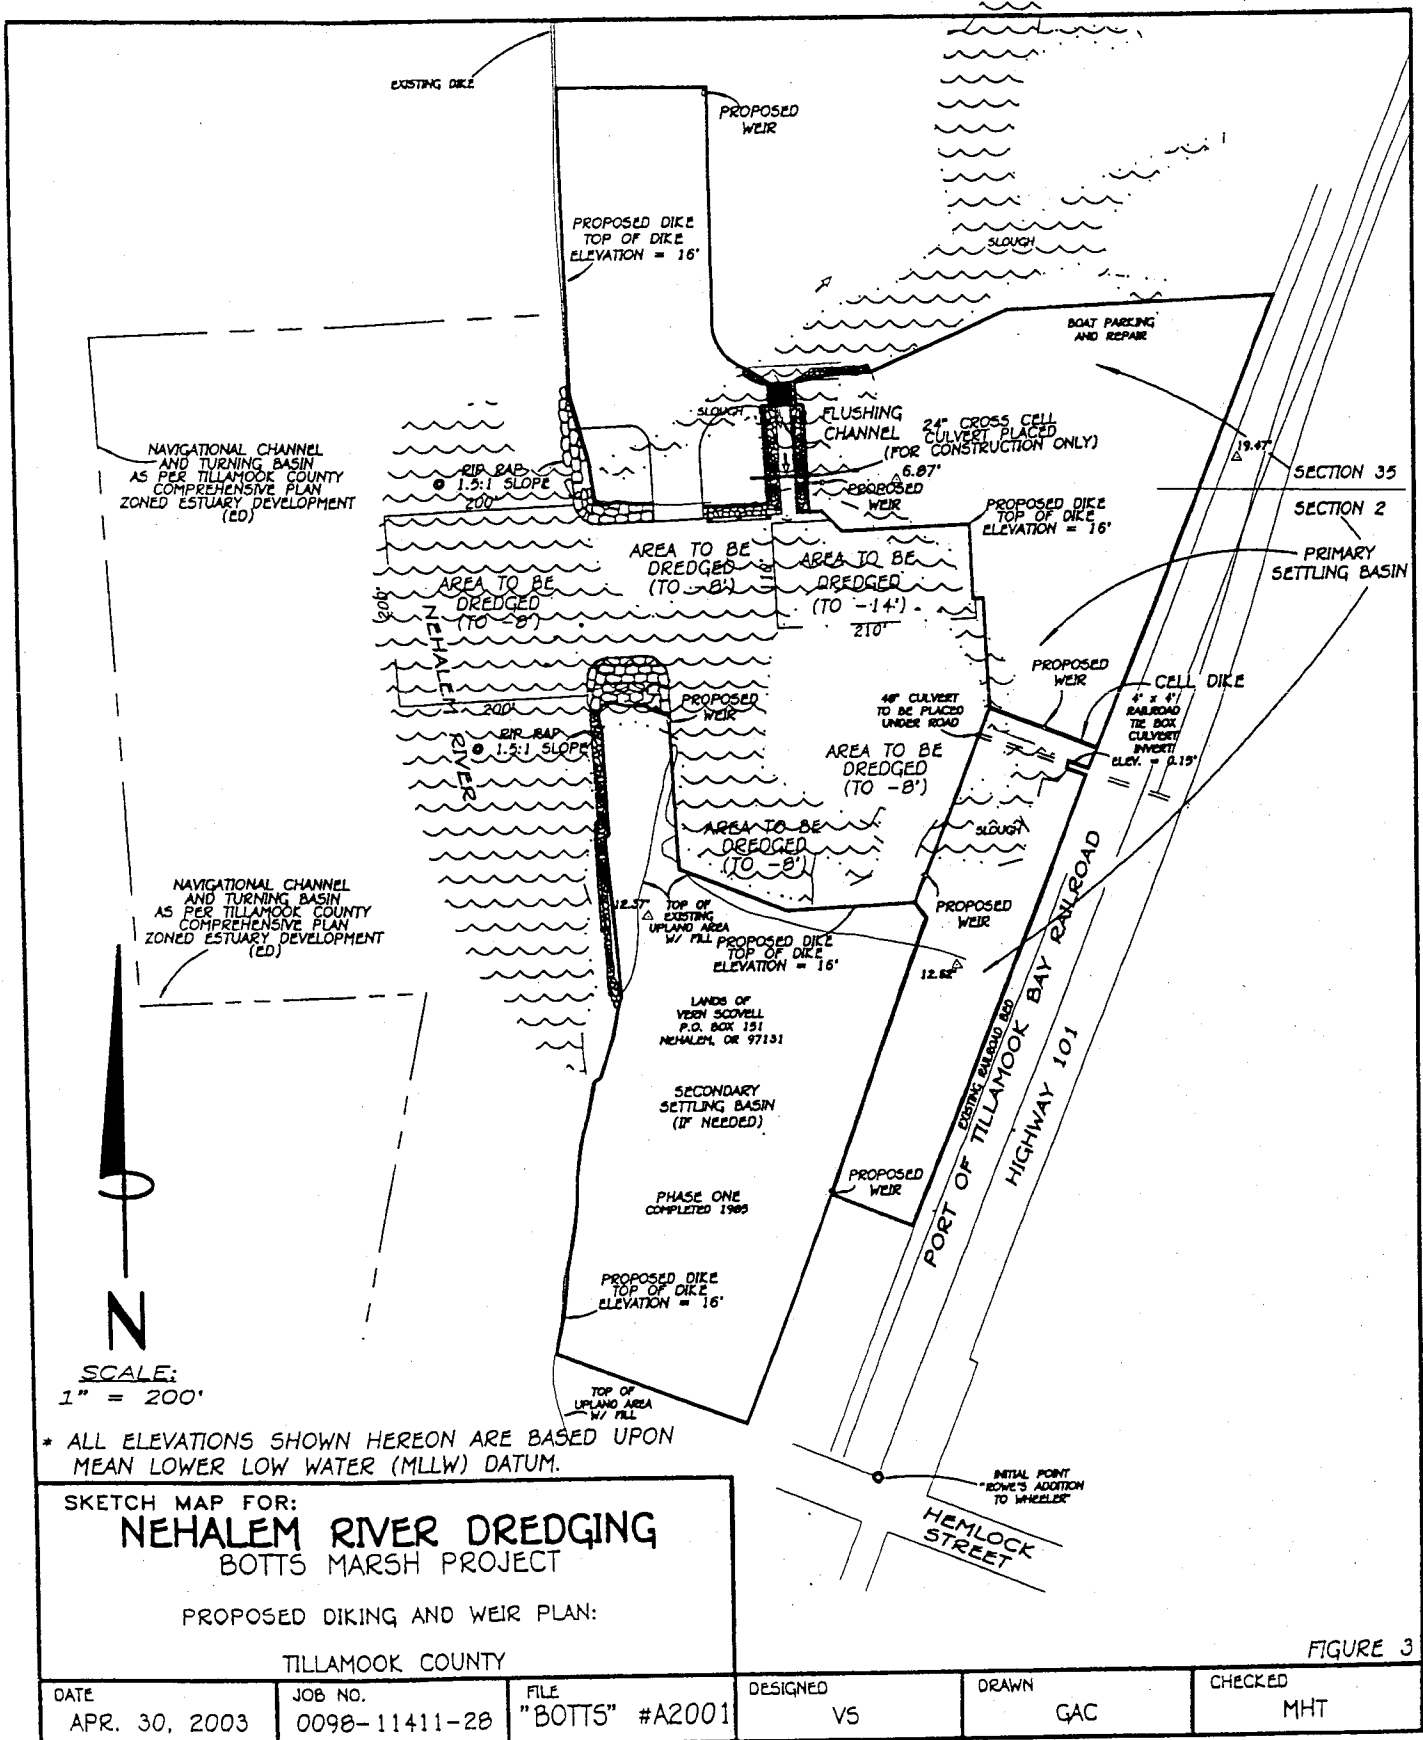 EXISTING DIKE
PROPOSED
WEIR
PROPOSED DIKE
TOP OF DIKE
ELEVATION = 16'
SLOUGH
BOAT PARKING
AND REPAIR
SLOUGH
FLUSHING
CHANNEL
24" CROSS CELL
CULVERT PLACED
(FOR CONSTRUCTION ONLY)
6.87'
PROPOSED
WEIR
19.47'
SECTION 35
SECTION 2
NAVIGATIONAL CHANNEL
AND TURNING BASIN
AS PER TILLAMOOK COUNTY
COMPREHENSIVE PLAN
ZONED ESTUARY DEVELOPMENT
(ED)
RIP RAP
1.5:1 SLOPE
200'
PROPOSED DIKE
TOP OF DIKE
ELEVATION = 16'
PRIMARY
SETTLING BASIN
AREA TO BE
DREDGED
(TO -8')
AREA TO BE
DREDGED
(TO -8')
110'
AREA TO BE
DREDGED
(TO -14')
210'
200'
NEHALEM RIVER
200'
PROPOSED
WEIR
CELL DIKE
4' x 4'
RAILROAD
TIE BOX
CULVERT
INVERT
ELEV. = 0.15'
PROPOSED
WEIR
48" CULVERT
TO BE PLACED
UNDER ROAD
RIP RAP
1.5:1 SLOPE
AREA TO BE
DREDGED
(TO -8')
AREA TO BE
DREDGED
(TO -8')
SLOUGH
NAVIGATIONAL CHANNEL
AND TURNING BASIN
AS PER TILLAMOOK COUNTY
COMPREHENSIVE PLAN
ZONED ESTUARY DEVELOPMENT
(ED)
12.37'
TOP OF
EXISTING
UPLAND AREA
W/ FILL
PROPOSED DIKE
TOP OF DIKE
ELEVATION = 16'
PROPOSED
WEIR
12.62'
LANDS OF
VERN SCOVELL
P.O. BOX 151
NEHALEM, OR 97131
SECONDARY
SETTLING BASIN
(IF NEEDED)
EXISTING RAILROAD BED
PORT OF TILLAMOOK BAY RAILROAD
HIGHWAY 101
PHASE ONE
COMPLETED 1985
PROPOSED
WEIR
PROPOSED DIKE
TOP OF DIKE
ELEVATION = 16'
N
SCALE:
1" = 200'
TOP OF
UPLAND AREA
W/ FILL
* ALL ELEVATIONS SHOWN HEREON ARE BASED UPON
MEAN LOWER LOW WATER (MLLW) DATUM.
INITIAL POINT
"ROWE'S ADDITION
TO WHEELER"
HEMLOCK
STREET
SKETCH MAP FOR:
NEHALEM RIVER DREDGING
BOTTS MARSH PROJECT
PROPOSED DIKING AND WEIR PLAN:
TILLAMOOK COUNTY
FIGURE 3
DATE
APR. 30, 2003
JOB NO.
0098-11411-28
FILE
"BOTTS" #A2001
DESIGNED
VS
DRAWN
GAC
CHECKED
MHT